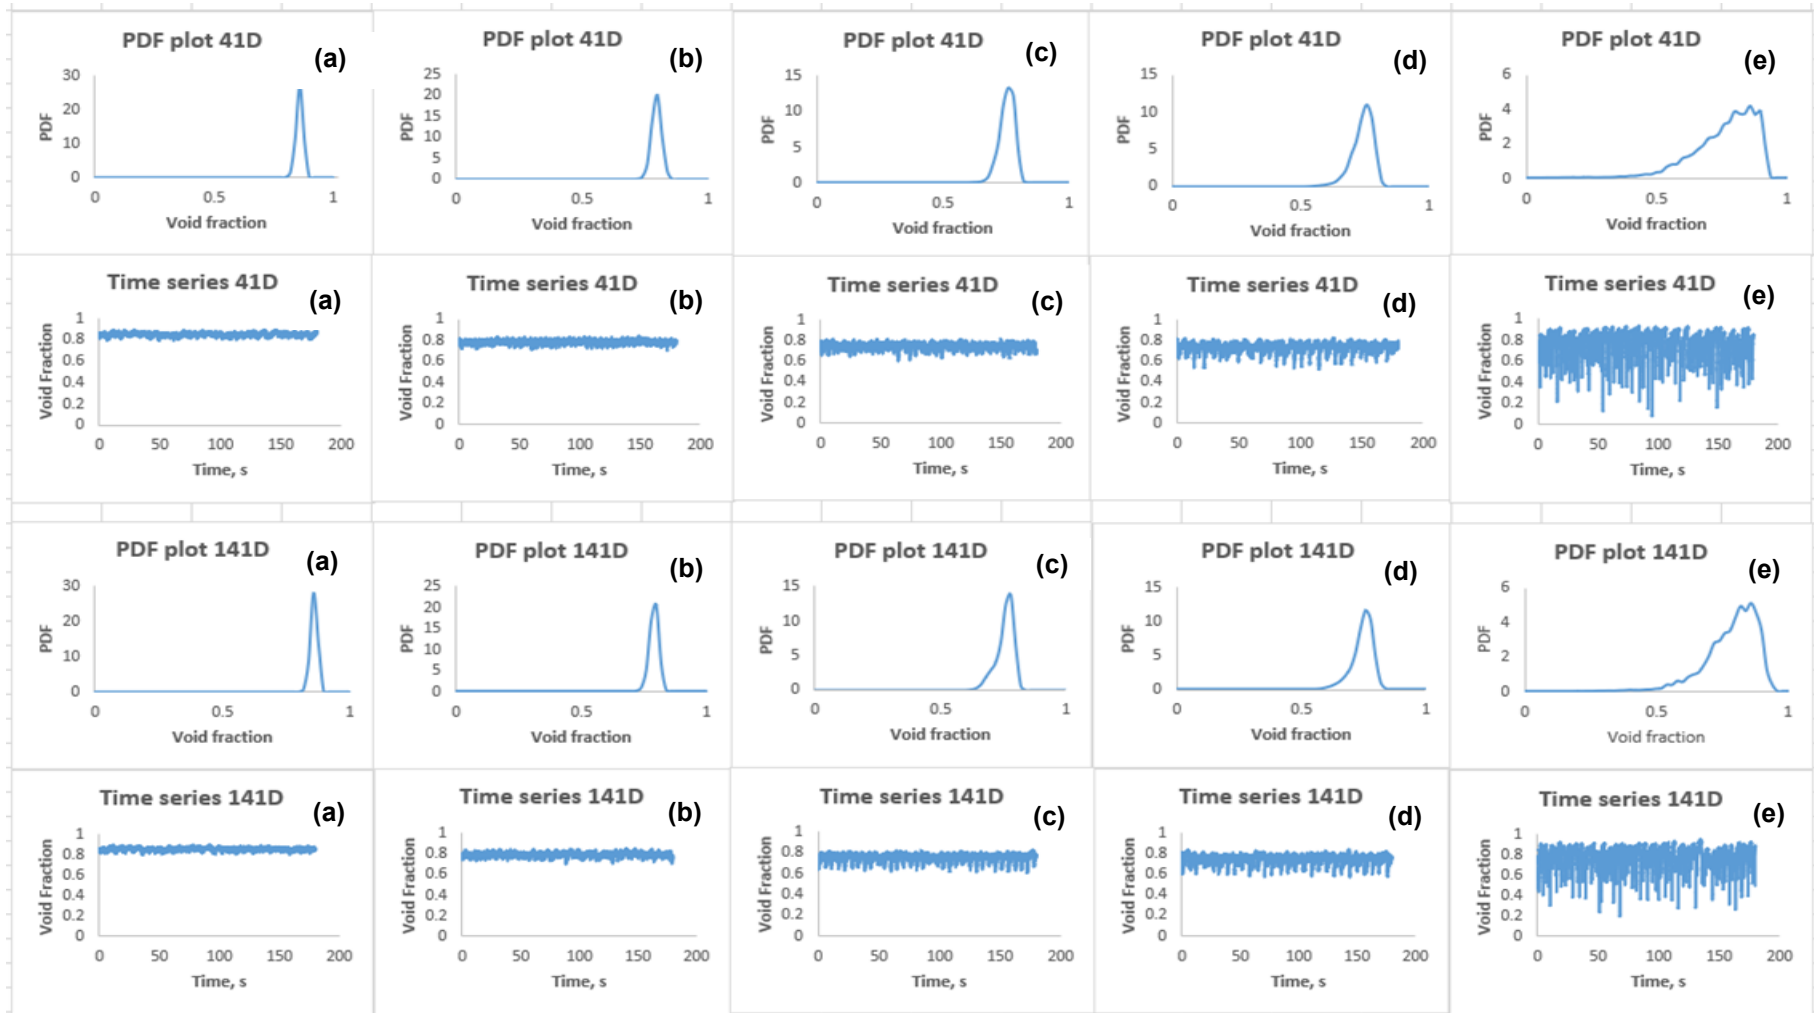 PDF plot 41D
(a)
PDF
30
20
10
0
0
0.5
1
Void fraction
PDF plot 41D
(b)
PDF
25
20
15
10
5
0
0
0.5
1
Void fraction
PDF plot 41D
(c)
PDF
15
10
5
0
0
0.5
1
Void fraction
PDF plot 41D
(d)
PDF
15
10
5
0
0
0.5
1
Void fraction
PDF plot 41D
(e)
PDF
6
4
2
0
0
0.5
1
Void fraction
Time series 41D
(a)
Void Fraction
1
0.8
0.6
0.4
0.2
0
0
50
100
150
200
Time, s
Time series 41D
(b)
Void Fraction
1
0.8
0.6
0.4
0.2
0
0
50
100
150
200
Time, s
Time series 41D
(c)
Void Fraction
1
0.8
0.6
0.4
0.2
0
0
50
100
150
200
Time, s
Time series 41D
(d)
Void Fraction
1
0.8
0.6
0.4
0.2
0
0
50
100
150
200
Time, s
Time series 41D
(e)
Void Fraction
1
0.8
0.6
0.4
0.2
0
0
50
100
150
200
Time, s
PDF plot 141D
(a)
PDF
30
20
10
0
0
0.5
1
Void fraction
PDF plot 141D
(b)
PDF
25
20
15
10
5
0
0
0.5
1
Void fraction
PDF plot 141D
(c)
PDF
15
10
5
0
0
0.5
1
Void fraction
PDF plot 141D
(d)
PDF
15
10
5
0
0
0.5
1
Void fraction
PDF plot 141D
(e)
PDF
6
4
2
0
0
0.5
1
Void fraction
Time series 141D
(a)
Void Fraction
1
0.8
0.6
0.4
0.2
0
0
50
100
150
200
Time, s
Time series 141D
(b)
Void Fraction
1
0.8
0.6
0.4
0.2
0
0
50
100
150
200
Time, s
Time series 141D
(c)
Void Fraction
1
0.8
0.6
0.4
0.2
0
0
50
100
150
200
Time, s
Time series 141D
(d)
Void Fraction
1
0.8
0.6
0.4
0.2
0
0
50
100
150
200
Time, s
Time series 141D
(e)
Void Fraction
1
0.8
0.6
0.4
0.2
0
0
50
100
150
200
Time, s